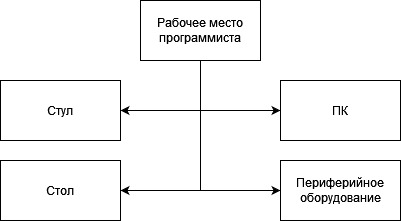 Рабочее место
программиста
Стул
ПК
Стол
Периферийное
оборудование